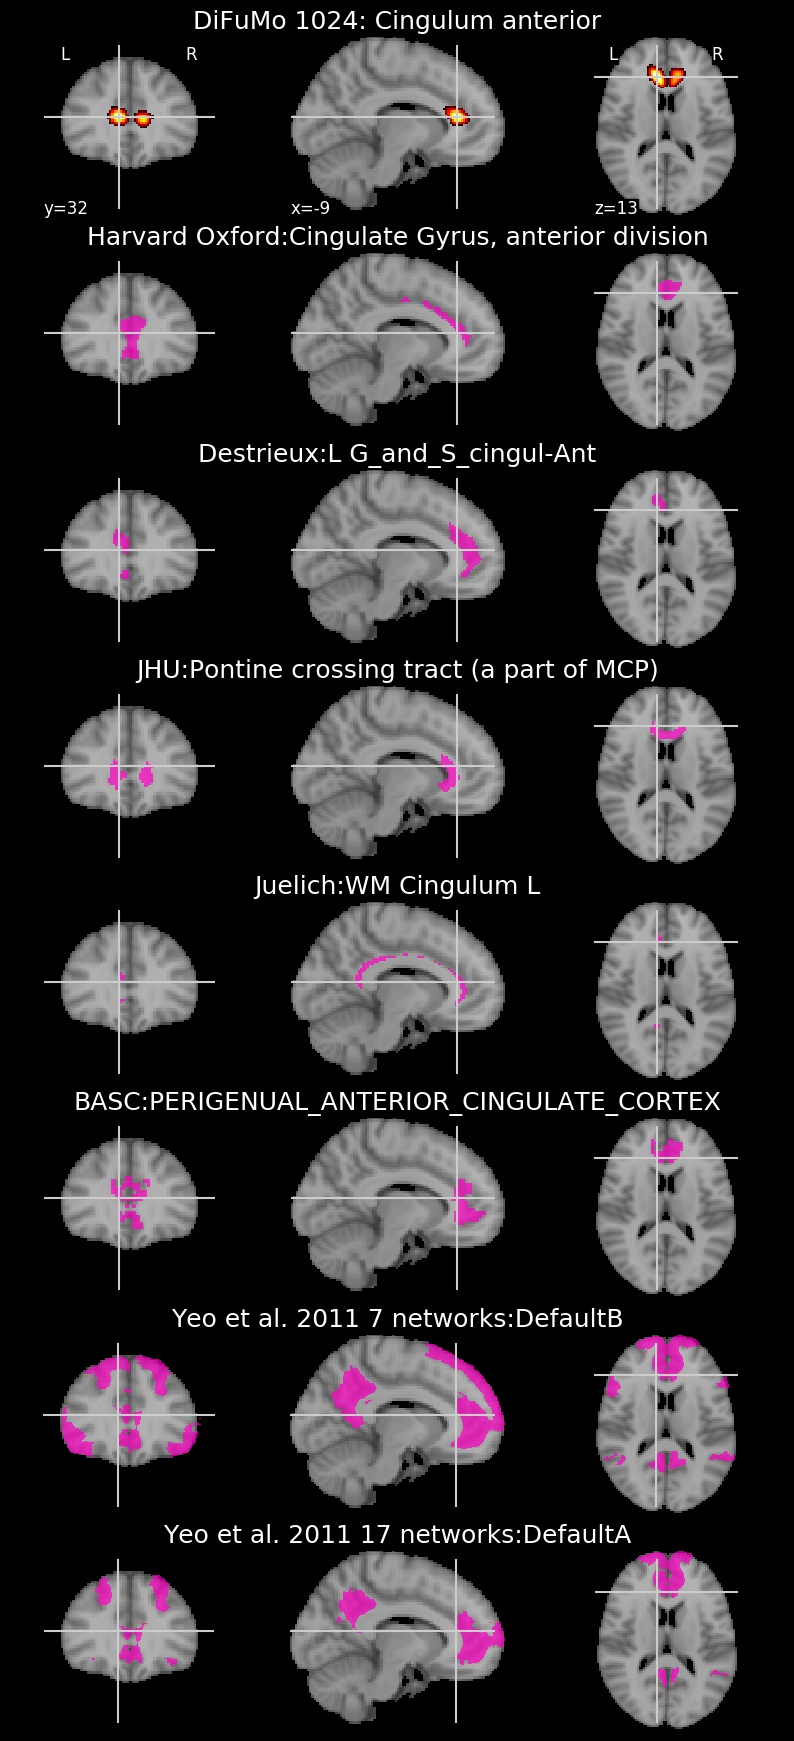 DiFuMo 1024: Cingulum anterior
L R L R
y=32 x=-9 z=13
Harvard Oxford:Cingulate Gyrus, anterior division
Destrieux:L G_and_S_cingul-Ant
JHU:Pontine crossing tract (a part of MCP)
Juelich:WM Cingulum L
BASC:PERIGENUAL_ANTERIOR_CINGULATE_CORTEX
Yeo et al. 2011 7 networks:DefaultB
Yeo et al. 2011 17 networks:DefaultA